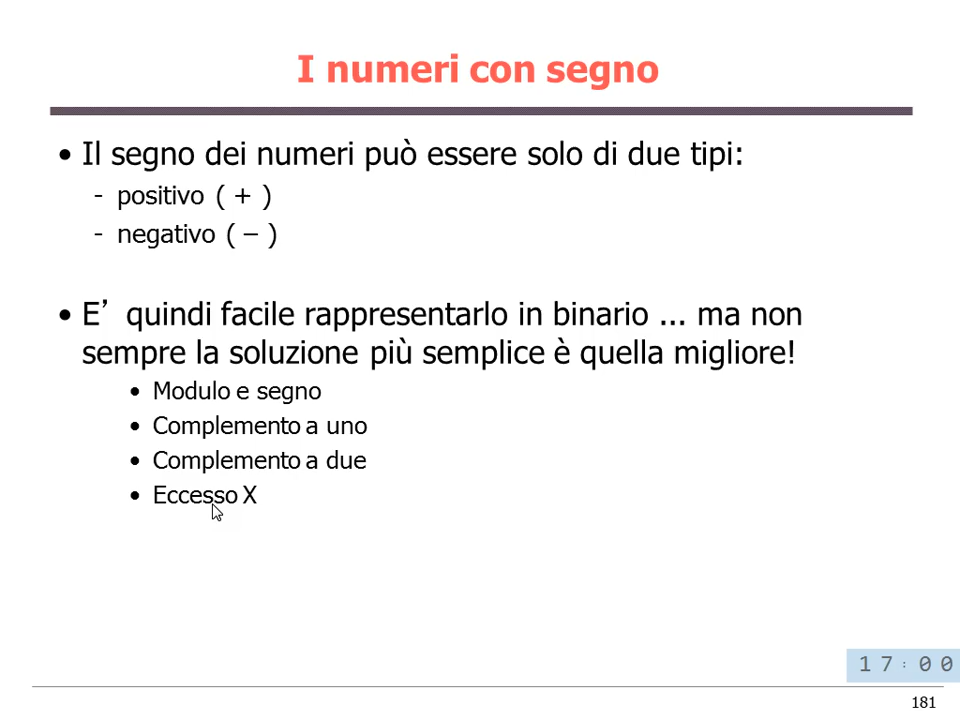 I numeri con segno
• Il segno dei numeri può essere solo di due tipi:
- positivo ( + )
- negativo ( – )
• E’ quindi facile rappresentarlo in binario ... ma non
sempre la soluzione più semplice è quella migliore!
• Modulo e segno
• Complemento a uno
• Complemento a due
• Eccesso X
17:00
181